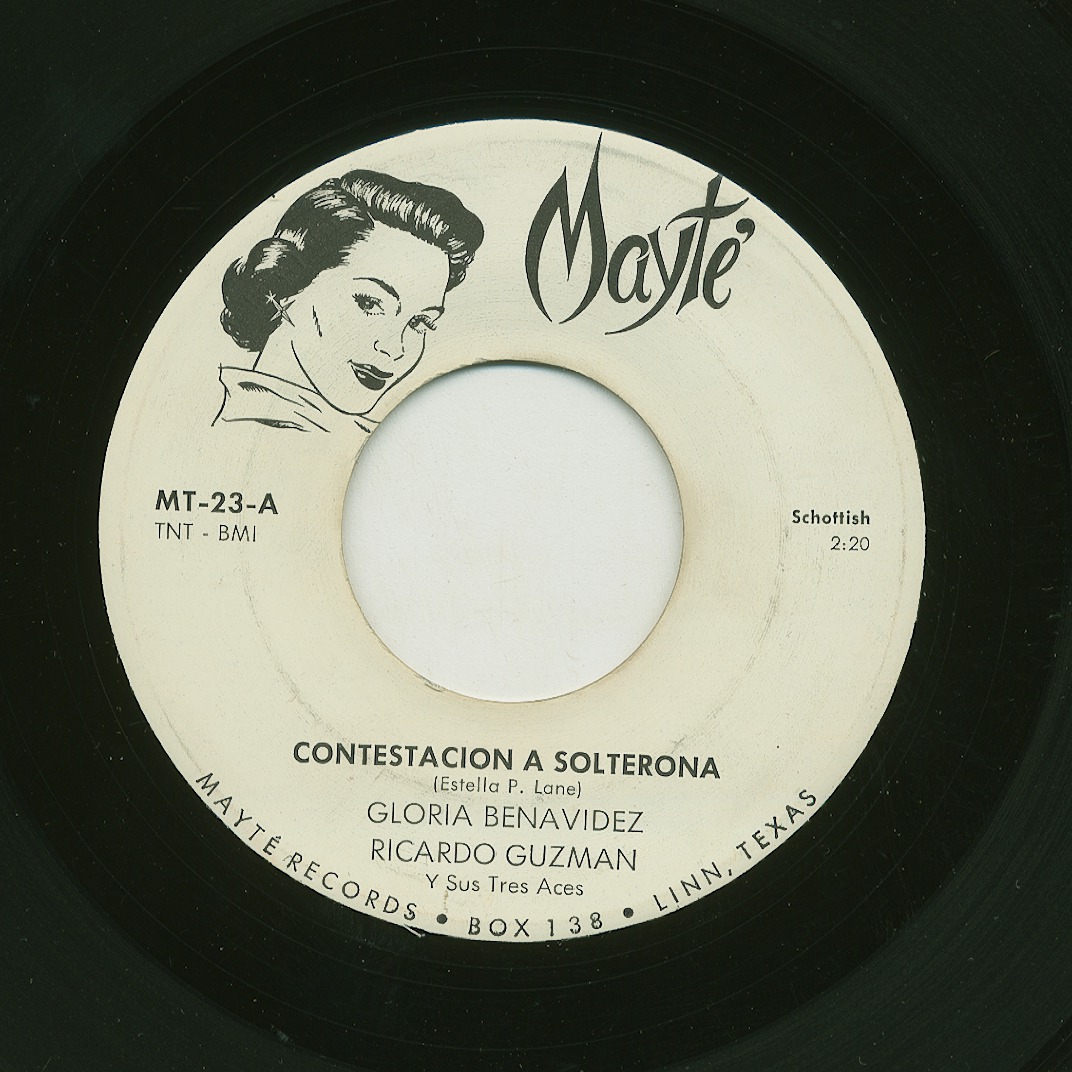 Mayté
MT-23-A
TNT - BMI
Schottish
2:20
CONTESTACION A SOLTERONA
(Estella P. Lane)
GLORIA BENAVIDEZ
RICARDO GUZMAN
Y Sus Tres Aces
MAYTÉ RECORDS • BOX 138 • LINN, TEXAS